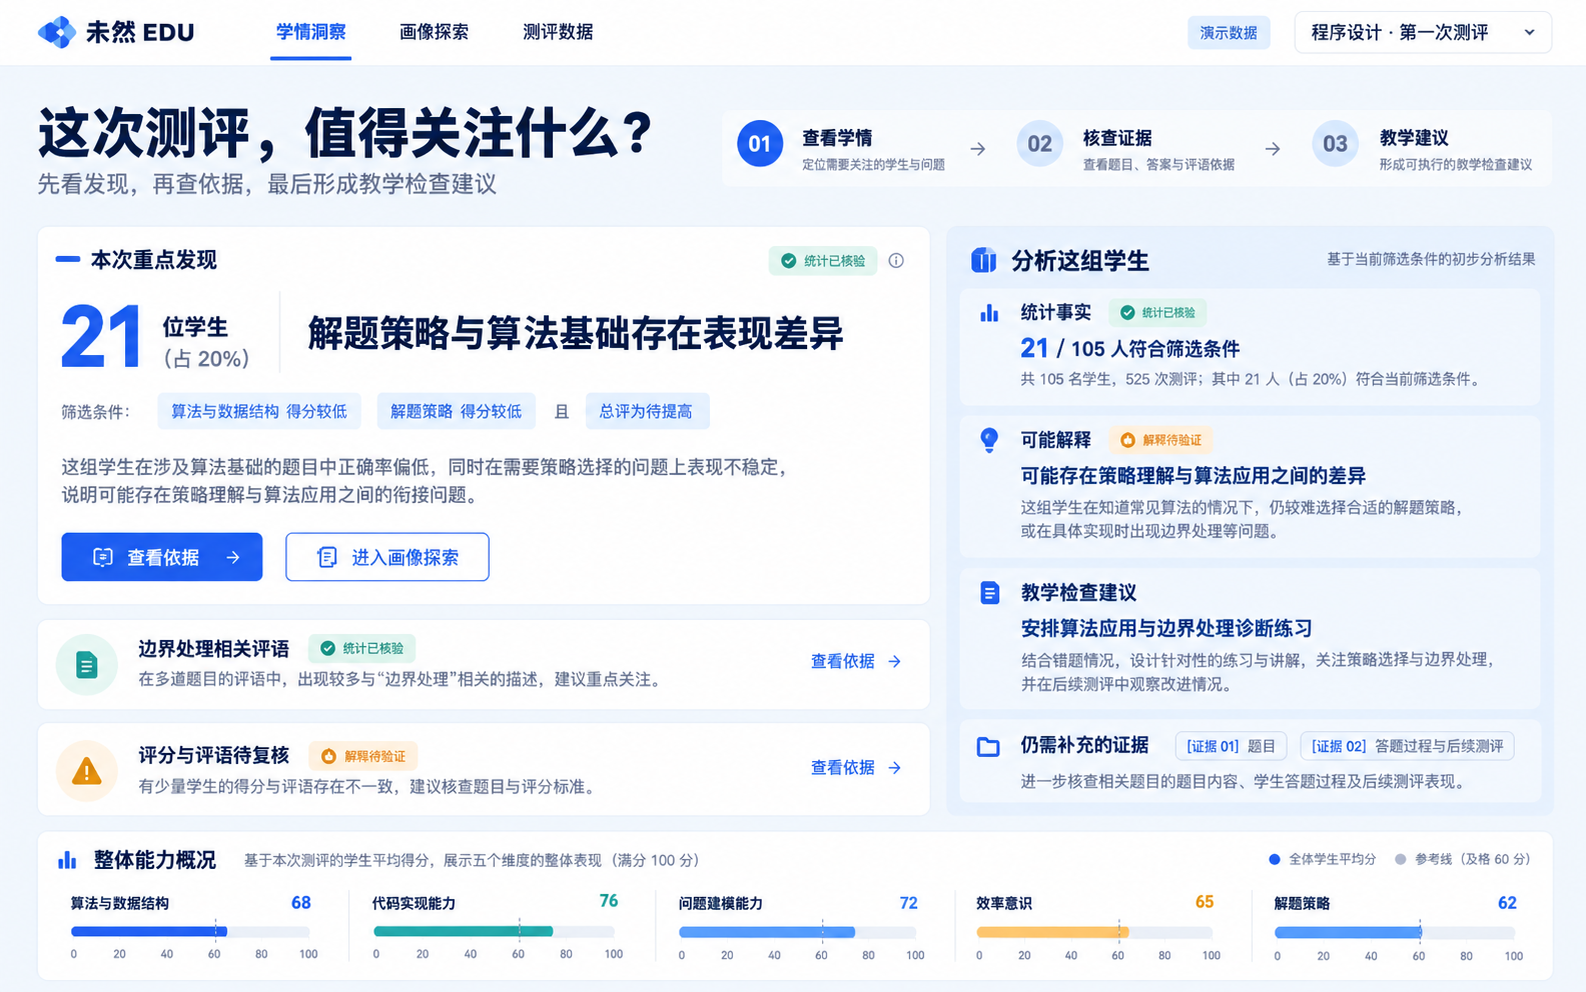 未然 EDU
学情洞察
画像探索
测评数据
演示数据
程序设计 · 第一次测评
这次测评，值得关注什么？
先看发现，再查依据，最后形成教学检查建议
01
查看学情
定位需要关注的学生与问题
→
02
核查证据
查看题目、答案与评语依据
→
03
教学建议
形成可执行的教学检查建议
本次重点发现
统计已核验
21
位学生
（占 20%）
解题策略与算法基础存在表现差异
筛选条件：
算法与数据结构 得分较低
解题策略 得分较低
且
总评为待提高
这组学生在涉及算法基础的题目中正确率偏低，同时在需要策略选择的问题上表现不稳定，
说明可能存在策略理解与算法应用之间的衔接问题。
查看依据 →
进入画像探索
边界处理相关评语
统计已核验
在多道题目的评语中，出现较多与“边界处理”相关的描述，建议重点关注。
查看依据 →
评分与评语待复核
解释待验证
有少量学生的得分与评语存在不一致，建议核查题目与评分标准。
查看依据 →
分析这组学生
基于当前筛选条件的初步分析结果
统计事实
统计已核验
21 / 105 人符合筛选条件
共 105 名学生，525 次测评；其中 21 人（占 20%）符合当前筛选条件。
可能解释
解释待验证
可能存在策略理解与算法应用之间的差异
这组学生在知道常见算法的情况下，仍较难选择合适的解题策略，
或在具体实现时出现边界处理等问题。
教学检查建议
安排算法应用与边界处理诊断练习
结合错题情况，设计针对性的练习与讲解，关注策略选择与边界处理，
并在后续测评中观察改进情况。
仍需补充的证据
[证据 01] 题目
[证据 02] 答题过程与后续测评
进一步核查相关题目的题目内容、学生答题过程及后续测评表现。
整体能力概况
基于本次测评的学生平均得分，展示五个维度的整体表现（满分 100 分）
全体学生平均分
参考线（及格 60 分）
算法与数据结构 68
0 20 40 60 80 100
代码实现能力 76
0 20 40 60 80 100
问题建模能力 72
0 20 40 60 80 100
效率意识 65
0 20 40 60 80 100
解题策略 62
0 20 40 60 80 100